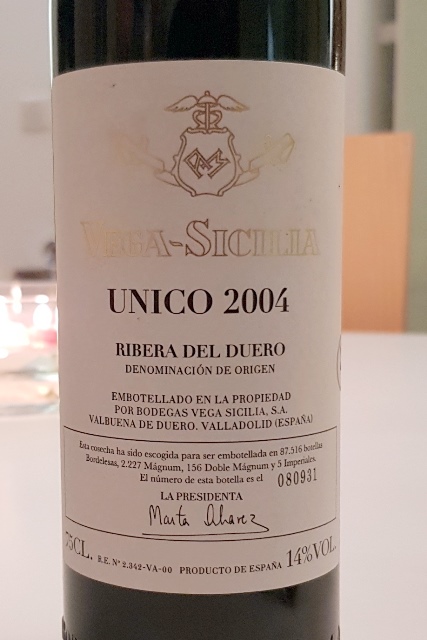 VEGA-SICILIA
UNICO 2004
RIBERA DEL DUERO
DENOMINACIÓN DE ORIGEN
EMBOTELLADO EN LA PROPIEDAD
POR BODEGAS VEGA SICILIA, S.A.
VALBUENA DE DUERO. VALLADOLID (ESPAÑA)
Esta cosecha ha sido escogida para ser embotellada en 87.516 botellas
Bordelesas, 2.227 Mágnum, 156 Doble Mágnum y 5 Imperiales.
El número de esta botella es el 080931
LA PRESIDENTA
Marta Alvarez
75CL. R.E. Nº 2.342-VA-00 PRODUCTO DE ESPAÑA 14%VOL.